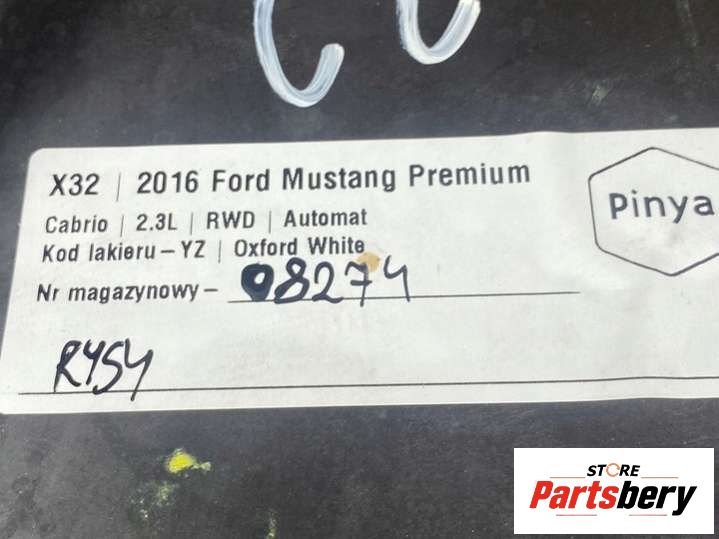 X32 | 2016 Ford Mustang Premium
Cabrio | 2.3L | RWD | Automat
Kod lakieru – YZ | Oxford White
Nr magazynowy – 08274
RYSY
Pinya
STORE
Partsbery